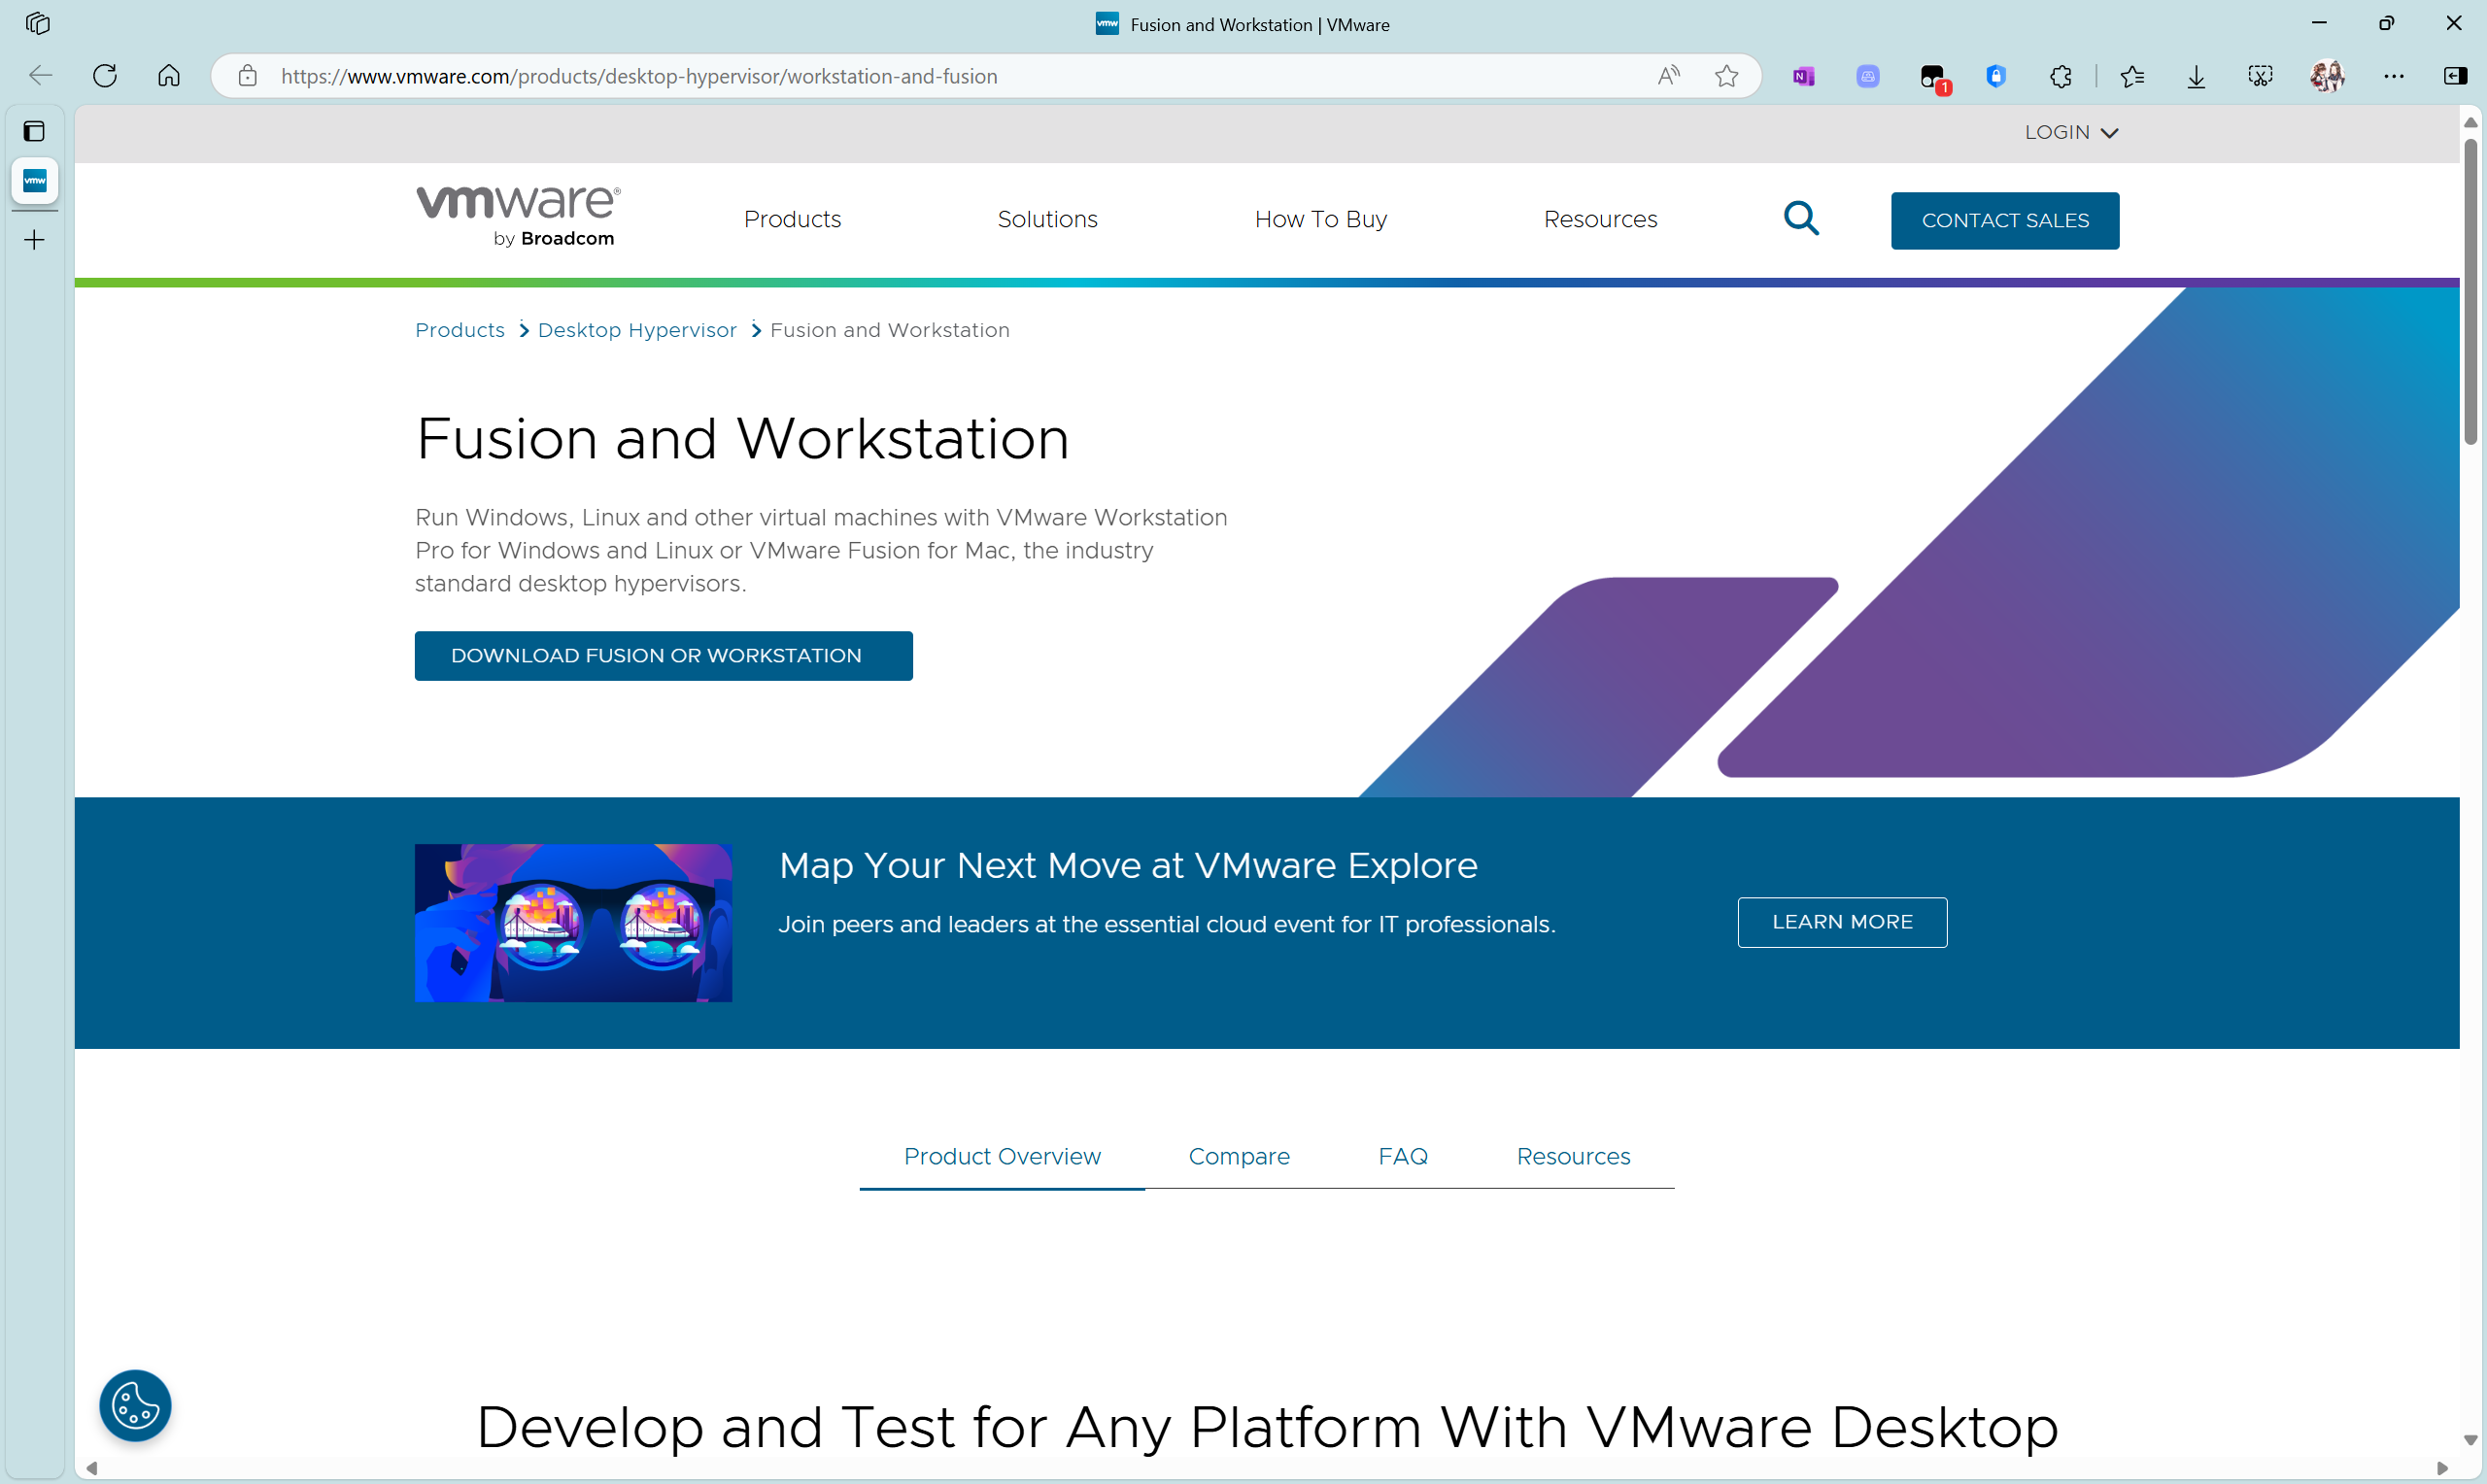 Fusion and Workstation | VMware
https://www.vmware.com/products/desktop-hypervisor/workstation-and-fusion
1
LOGIN
vmware®
by Broadcom
Products
Solutions
How To Buy
Resources
CONTACT SALES
Products
Desktop Hypervisor
Fusion and Workstation
Fusion and Workstation
Run Windows, Linux and other virtual machines with VMware Workstation
Pro for Windows and Linux or VMware Fusion for Mac, the industry
standard desktop hypervisors.
DOWNLOAD FUSION OR WORKSTATION
Map Your Next Move at VMware Explore
Join peers and leaders at the essential cloud event for IT professionals.
LEARN MORE
Product Overview
Compare
FAQ
Resources
Develop and Test for Any Platform With VMware Desktop